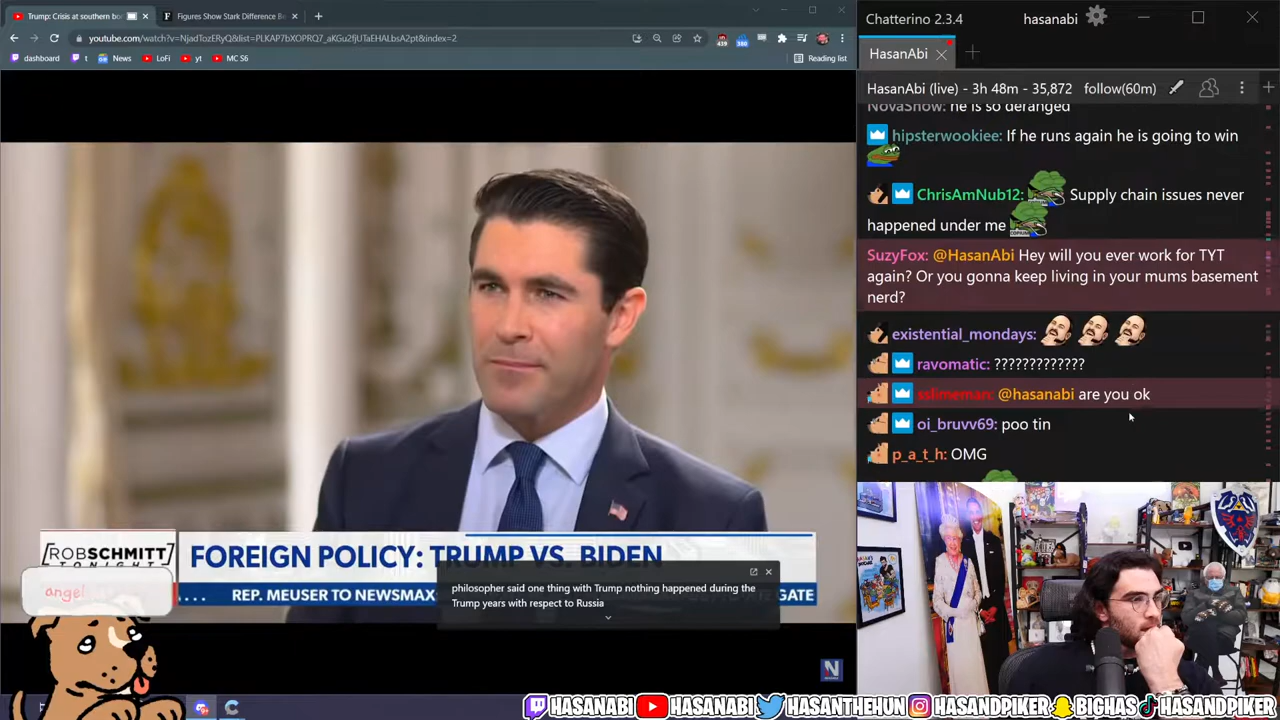 Trump: Crisis at southern bo
Figures Show Stark Difference Be
youtube.com/watch?v=NjadTozERyQ&list=PLKAP7bXOPRQ7_aKGu2fjUTaEHALbsA2pt&index=2
439
380
dashboard
t
News
LoFi
yt
MC S6
Reading list
[ROBSCHMITT
TONIGHT
FOREIGN POLICY: TRUMP VS. BIDEN
REP. MEUSER TO NEWSMAX
GATE
philosopher said one thing with Trump nothing happened during the
Trump years with respect to Russia
N
angel
Chatterino 2.3.4
hasanabi
HasanAbi
HasanAbi (live) - 3h 48m - 35,872
follow(60m)
NovaShow: he is so deranged
hipsterwookiee: If he runs again he is going to win
ChrisAmNub12: Supply chain issues never
happened under me
SuzyFox: @HasanAbi Hey will you ever work for TYT
again? Or you gonna keep living in your mums basement
nerd?
existential_mondays:
ravomatic: ?????????????
sslimeman: @hasanabi are you ok
oi_bruvv69: poo tin
p_a_t_h: OMG
HASANABI
HASANABI
HASANTHEHUN
HASANDPIKER
BIGHAS
HASANDPIKER